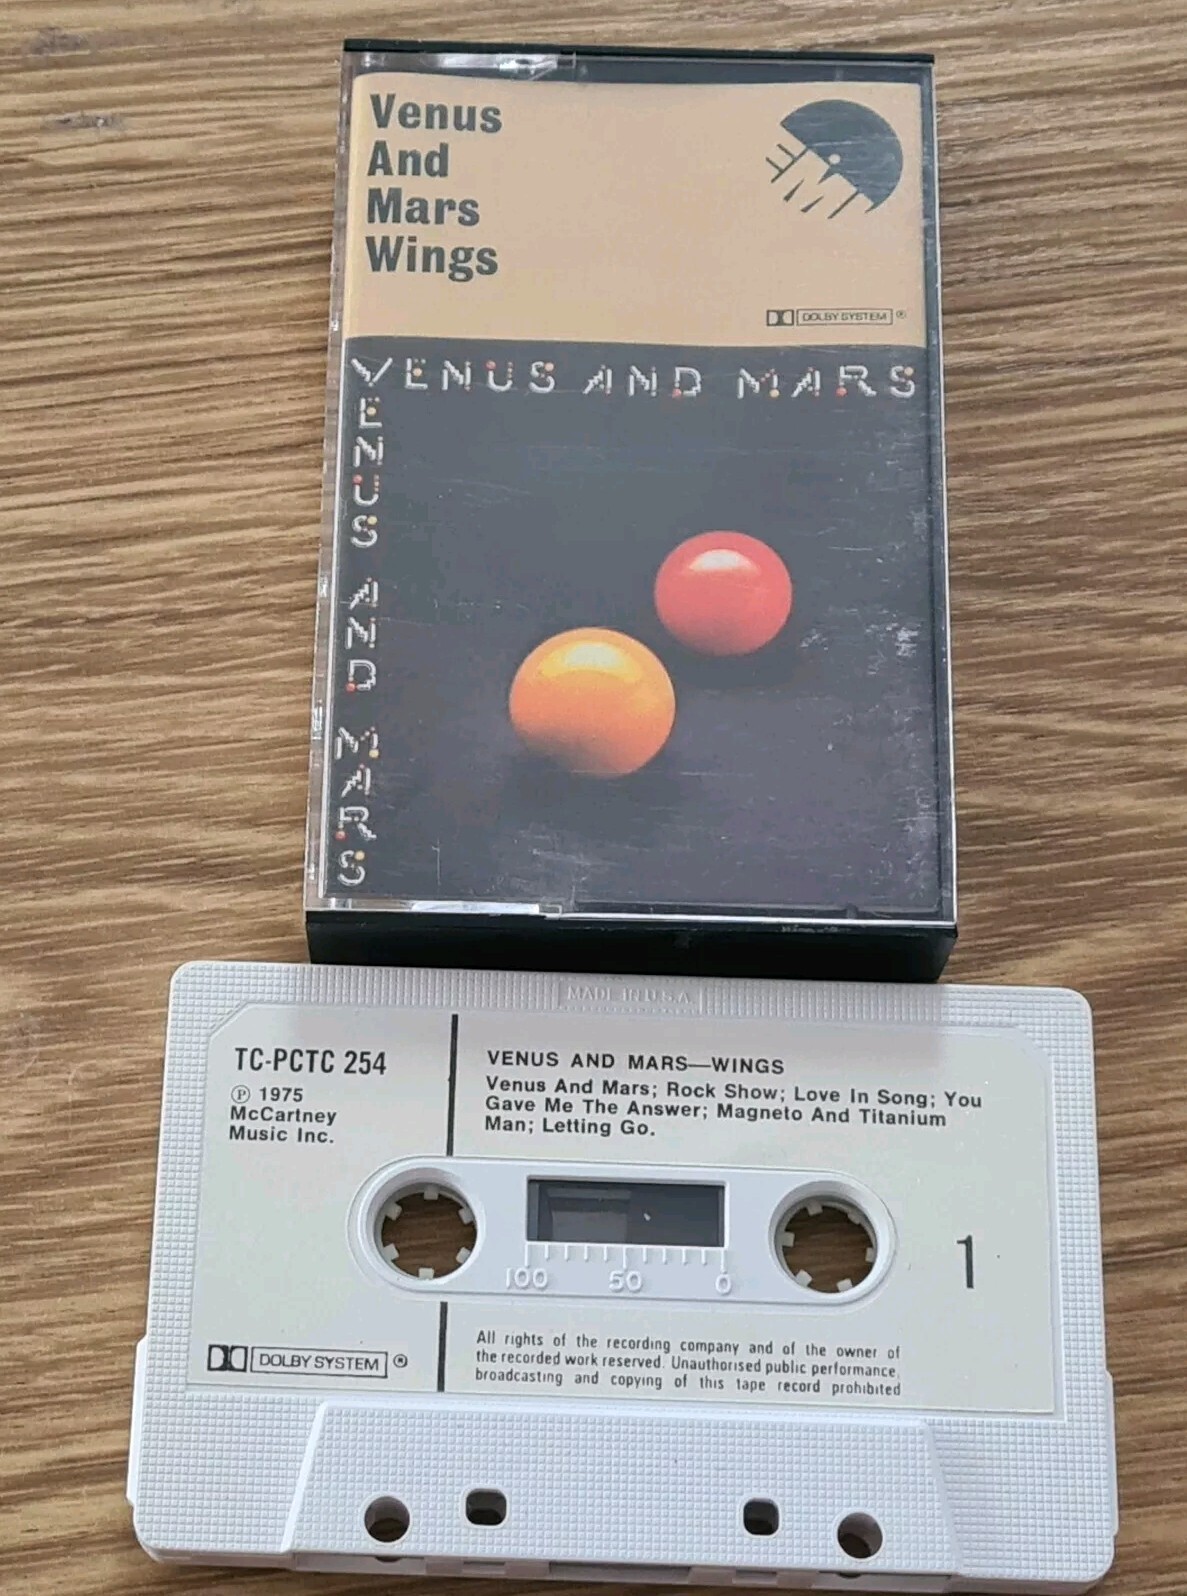 Venus
And
Mars
Wings
EMI
DOLBY SYSTEM ®
VENUS AND MARS
VENUS AND MARS
MADE IN U.S.A.
TC-PCTC 254
℗ 1975
McCartney
Music Inc.
VENUS AND MARS—WINGS
Venus And Mars; Rock Show; Love In Song; You
Gave Me The Answer; Magneto And Titanium
Man; Letting Go.
100 50 0
1
DOLBY SYSTEM ®
All rights of the recording company and of the owner of
the recorded work reserved. Unauthorised public performance,
broadcasting and copying of this tape record prohibited